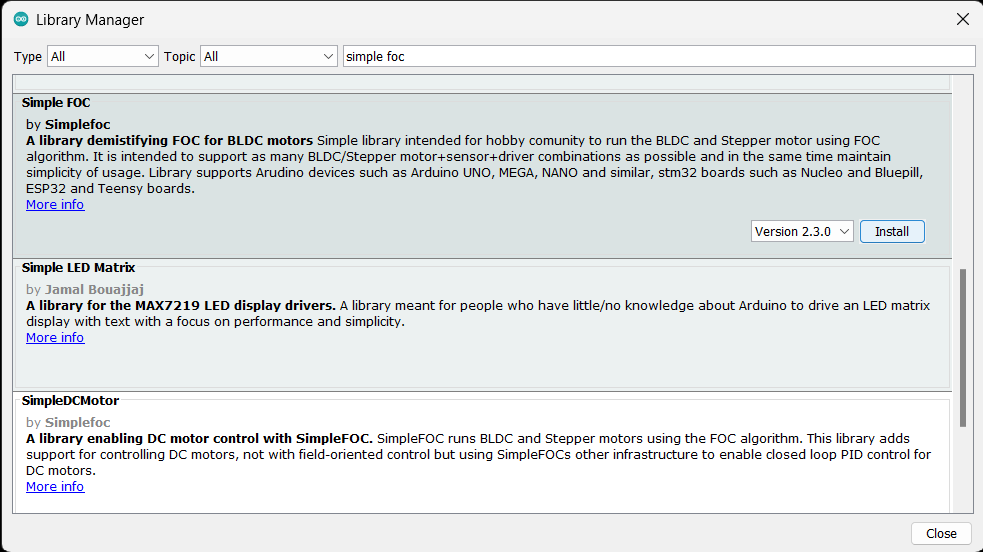 Library Manager
Type All Topic All simple foc
Simple FOC
by Simplefoc
A library demistifying FOC for BLDC motors Simple library intended for hobby comunity to run the BLDC and Stepper motor using FOC
algorithm. It is intended to support as many BLDC/Stepper motor+sensor+driver combinations as possible and in the same time maintain
simplicity of usage. Library supports Arudino devices such as Arduino UNO, MEGA, NANO and similar, stm32 boards such as Nucleo and Bluepill,
ESP32 and Teensy boards.
More info
Version 2.3.0 Install
Simple LED Matrix
by Jamal Bouajjaj
A library for the MAX7219 LED display drivers. A library meant for people who have little/no knowledge about Arduino to drive an LED matrix
display with text with a focus on performance and simplicity.
More info
SimpleDCMotor
by Simplefoc
A library enabling DC motor control with SimpleFOC. SimpleFOC runs BLDC and Stepper motors using the FOC algorithm. This library adds
support for controlling DC motors, not with field-oriented control but using SimpleFOCs other infrastructure to enable closed loop PID control for
DC motors.
More info
Close